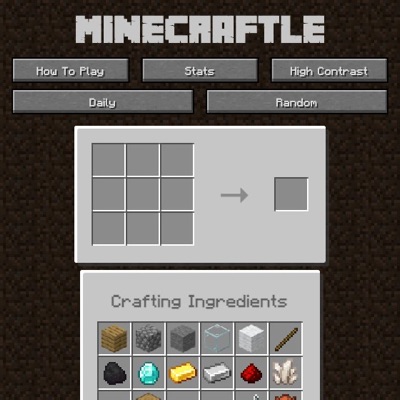 MINECRAFTLE
How To Play Stats High Contrast
Daily Random
Crafting Ingredients